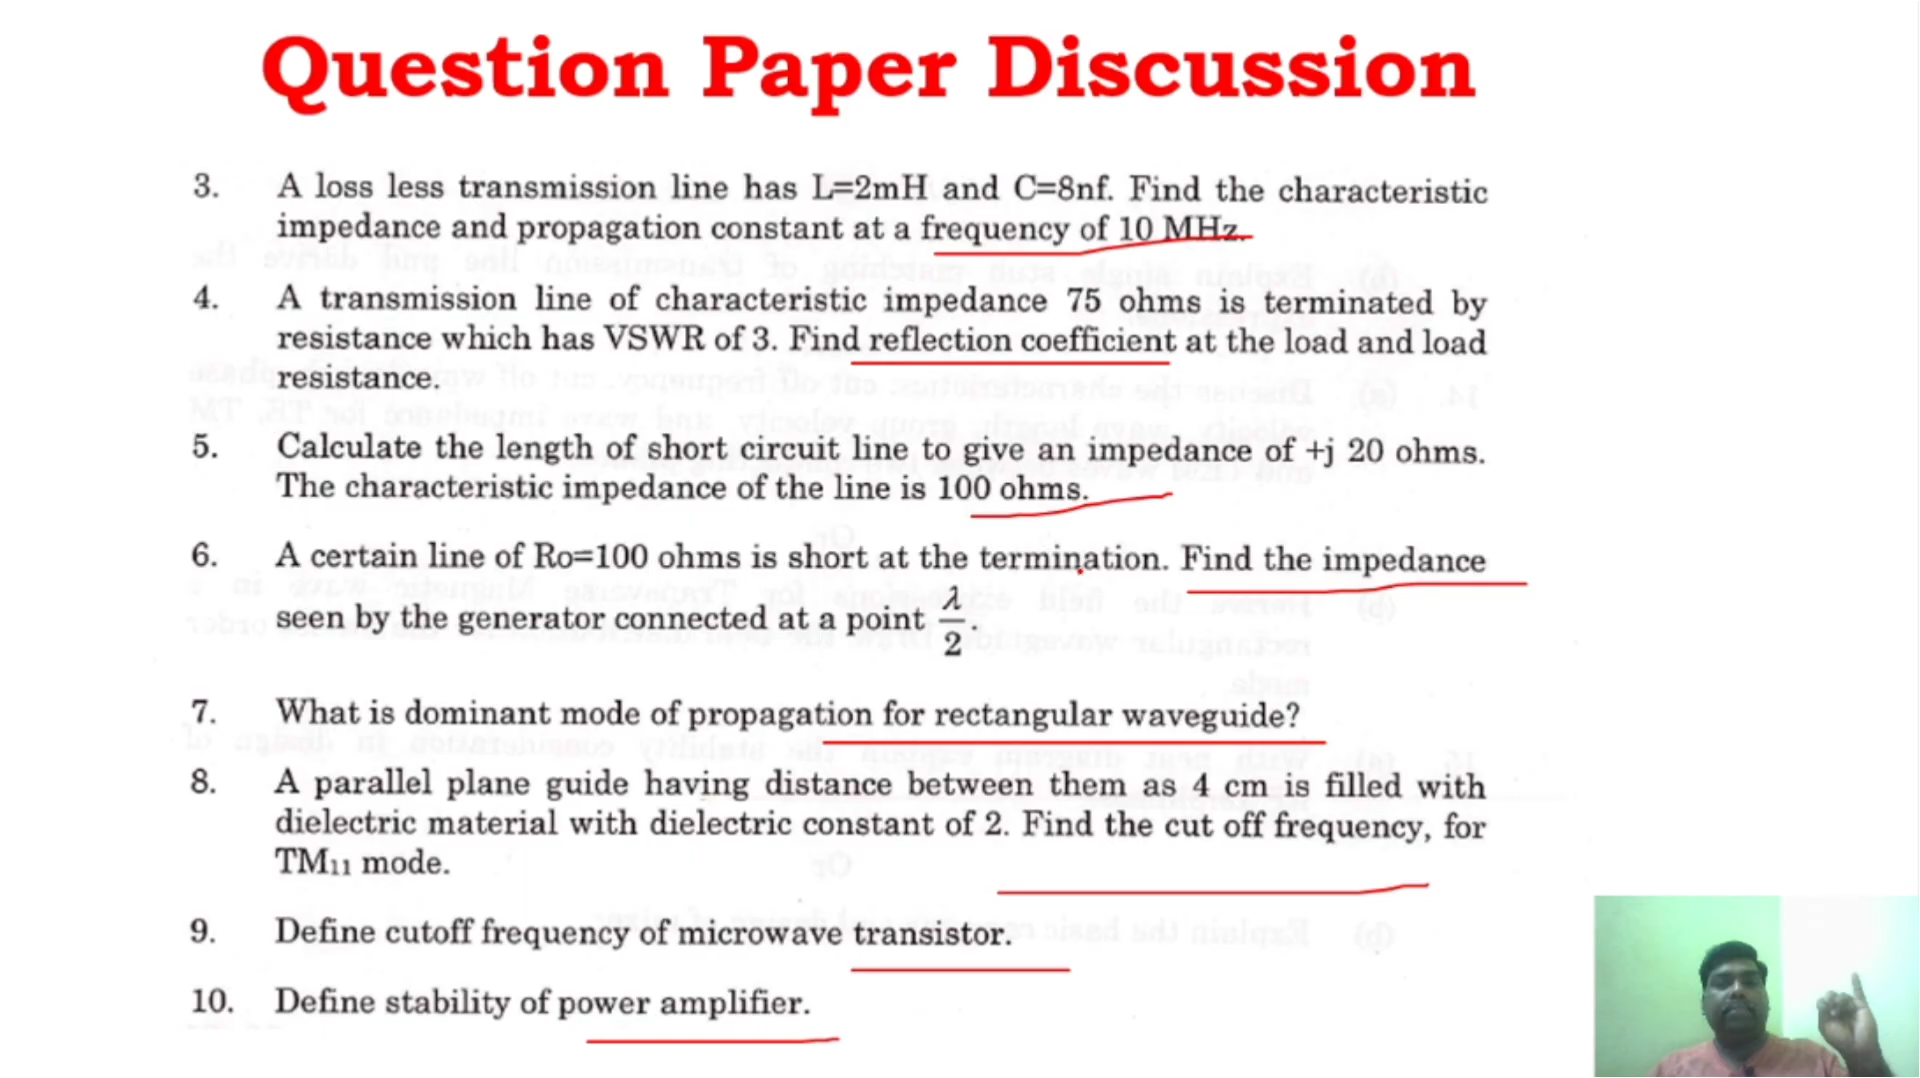 Question Paper Discussion
3. A loss less transmission line has L=2mH and C=8nf. Find the characteristic
impedance and propagation constant at a frequency of 10 MHz.
4. A transmission line of characteristic impedance 75 ohms is terminated by
resistance which has VSWR of 3. Find reflection coefficient at the load and load
resistance.
5. Calculate the length of short circuit line to give an impedance of +j 20 ohms.
The characteristic impedance of the line is 100 ohms.
6. A certain line of Ro=100 ohms is short at the termination. Find the impedance
seen by the generator connected at a point λ/2.
7. What is dominant mode of propagation for rectangular waveguide?
8. A parallel plane guide having distance between them as 4 cm is filled with
dielectric material with dielectric constant of 2. Find the cut off frequency, for
TM₁₁ mode.
9. Define cutoff frequency of microwave transistor.
10. Define stability of power amplifier.